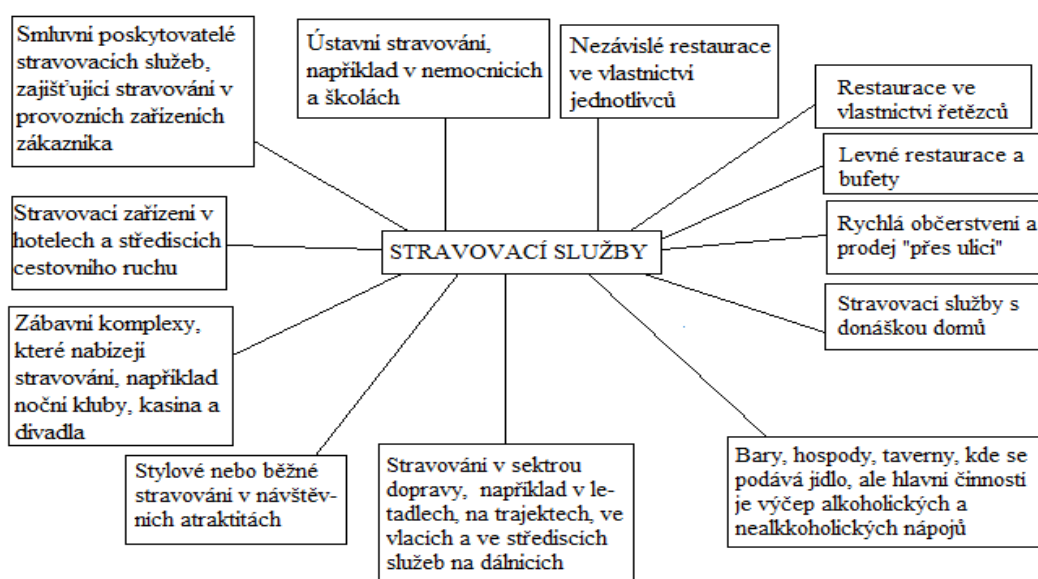 Smluvní poskytovatelé
stravovacích služeb,
zajišťující stravování v
provozních zařízeních
zákazníka
Ústavní stravování,
například v nemocnicích
a školách
Nezávislé restaurace
ve vlastnictví
jednotlivců
Restaurace ve
vlastnictví řetězců
Levné restaurace a
bufety
Stravovací zařízení v
hotelech a střediscích
cestovního ruchu
STRAVOVACÍ SLUŽBY
Rychlá občerstvení a
prodej "přes ulici"
Stravovaci služby s
donáškou domů
Zábavní komplexy,
které nabízejí
stravování, například
noční kluby, kasina a
divadla
Stylové nebo běžné
stravování v návštěv-
ních atraktitách
Stravování v sektrou
dopravy, například v le-
tadlech, na trajektech, ve
vlacích a ve střediscích
služeb na dálnicích
Bary, hospody, taverny, kde se
podává jídlo, ale hlavní činností
je výčep alkoholických a
nealkkoholických nápojů